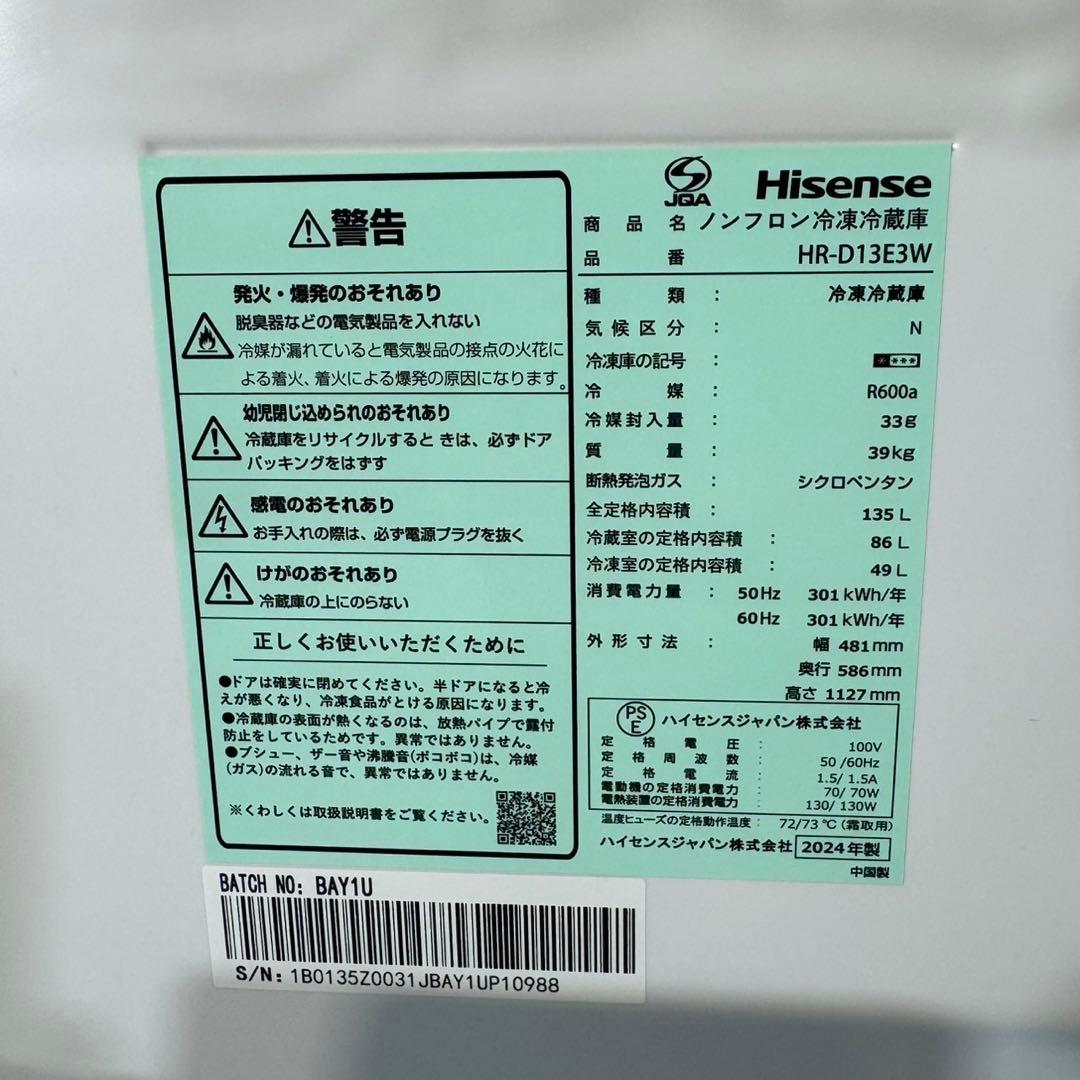 警告
発火・爆発のおそれあり
脱臭器などの電気製品を入れない
冷媒が漏れていると電気製品の接点の火花に
よる着火、着火による爆発の原因になります。
幼児閉じ込められのおそれあり
冷蔵庫をリサイクルすると きは、必ずドア
パッキングをはずす
感電のおそれあり
お手入れの際は、必ず電源プラグを抜く
けがのおそれあり
冷蔵庫の上にのらない
正しくお使いいただくために
●ドアは確実に閉めてください。半ドアになると冷
えが悪くなり、冷凍食品がとける原因になります。
●冷蔵庫の表面が熱くなるのは、放熱パイプで露付
防止をしているためです。異常ではありません。
●ブシュー、ザー音や沸騰音(ポコポコ)は、冷媒
(ガス)の流れる音で、異常ではありません。
※くわしくは取扱説明書をご覧ください。
JQA Hisense
商品名 ノンフロン冷凍冷蔵庫
品番 HR-D13E3W
種類 : 冷凍冷蔵庫
気候区分 : N
冷凍庫の記号 : ****
冷媒 : R600a
冷媒封入量 : 33g
質量 : 39kg
断熱発泡ガス : シクロペンタン
全定格内容積 : 135 L
冷蔵室の定格内容積 : 86 L
冷凍室の定格内容積 : 49 L
消費電力量 : 50Hz 301 kWh/年
60Hz 301 kWh/年
外形寸法 : 幅 481mm
奥行 586mm
高さ 1127mm
PSE ハイセンスジャパン株式会社
定格電圧 : 100V
定格周波数 : 50 /60Hz
定格電流 : 1.5/ 1.5A
電動機の定格消費電力 : 70/ 70W
電熱装置の定格消費電力 : 130/ 130W
温度ヒューズの定格動作温度 : 72/73 ℃ (霜取用)
ハイセンスジャパン株式会社 2024年製
中国製
BATCH NO: BAY1U
S/N: 1B0135Z0031JBAY1UP10988